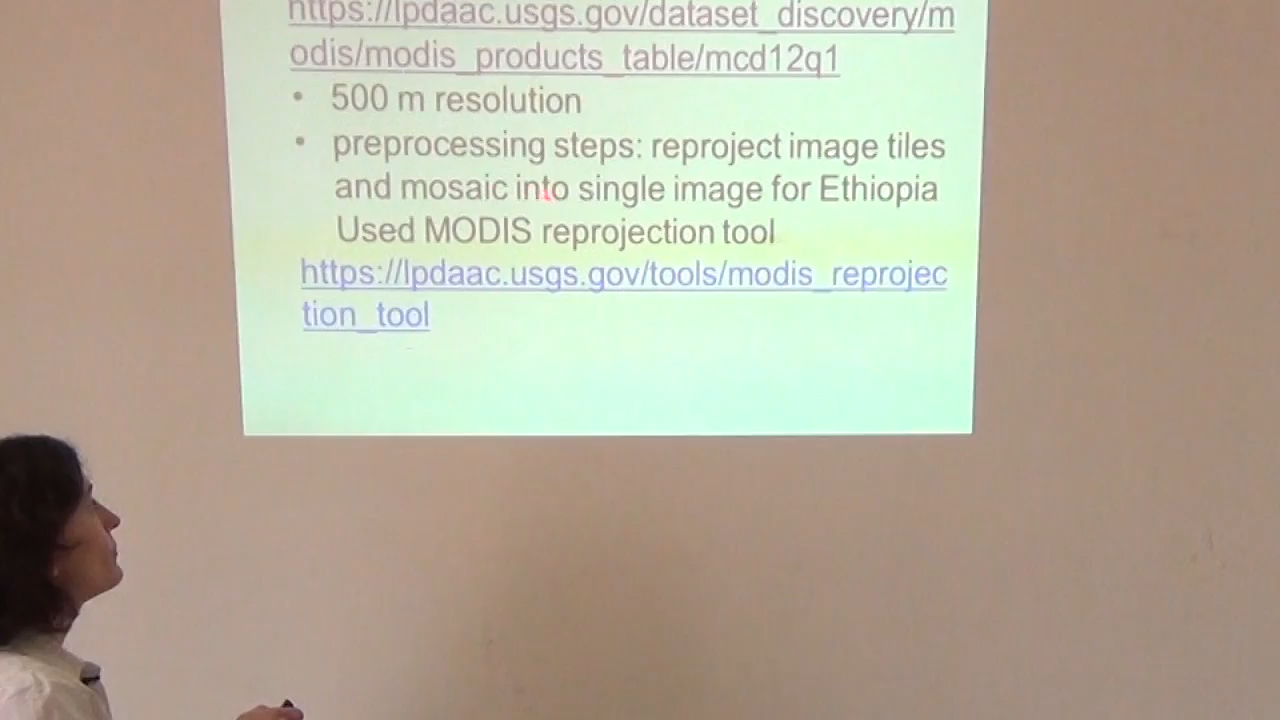 https://lpdaac.usgs.gov/dataset_discovery/m
odis/modis_products_table/mcd12q1
• 500 m resolution
• preprocessing steps: reproject image tiles
and mosaic into single image for Ethiopia
Used MODIS reprojection tool
https://lpdaac.usgs.gov/tools/modis_reprojec
tion_tool